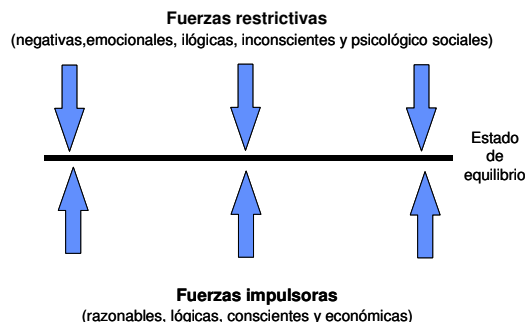 Fuerzas restrictivas
(negativas,emocionales, ilógicas, inconscientes y psicológico sociales)
Estado
de
equilibrio
Fuerzas impulsoras
(razonables, lógicas, conscientes y económicas)